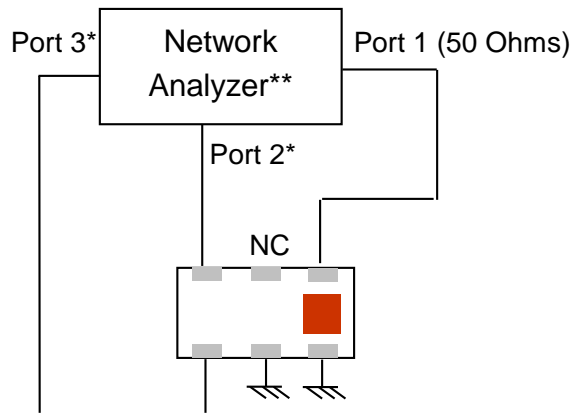 Port 3*
Network
Analyzer**
Port 1 (50 Ohms)
Port 2*
NC